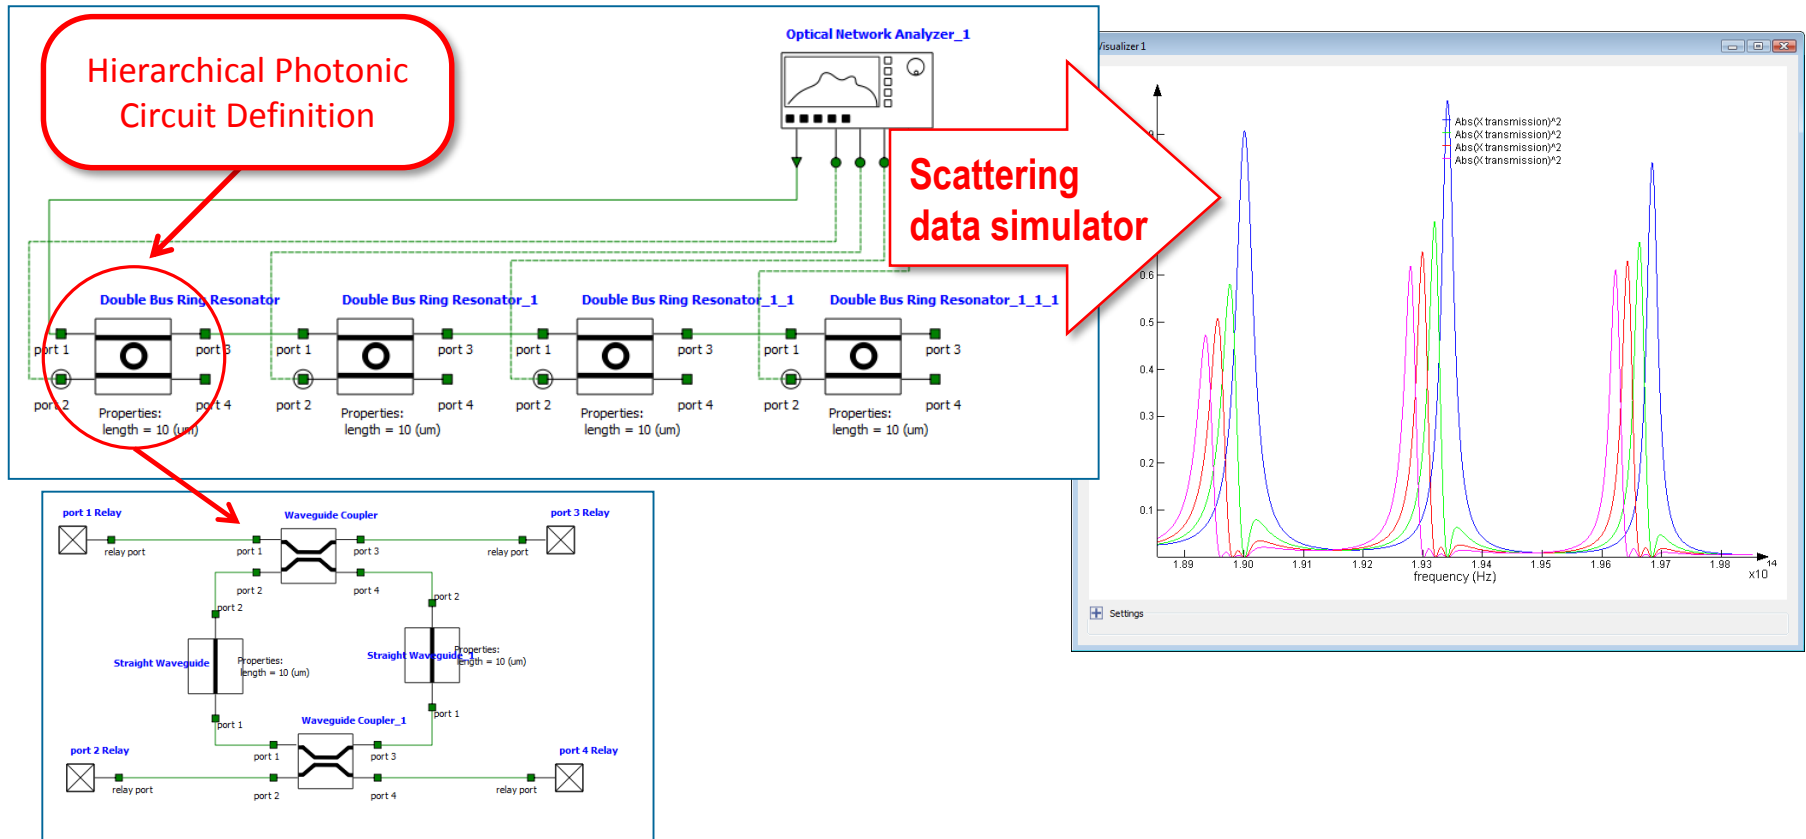 Hierarchical Photonic
Circuit Definition
Optical Network Analyzer_1
Scattering
data simulator
Double Bus Ring Resonator
Double Bus Ring Resonator_1
Double Bus Ring Resonator_1_1
Double Bus Ring Resonator_1_1_1
port 1
port 3
port 1
port 3
port 1
port 3
port 1
port 3
port 2
port 4
port 2
port 4
port 2
port 4
port 2
port 4
Properties:
length = 10 (um)
Properties:
length = 10 (um)
Properties:
length = 10 (um)
Properties:
length = 10 (um)
port 1 Relay
Waveguide Coupler
port 3 Relay
relay port
port 1
port 3
relay port
port 2
port 4
port 2
port 2
Straight Waveguide
Properties:
length = 10 (um)
Straight Waveguide_1
Properties:
length = 10 (um)
port 1
port 1
Waveguide Coupler_1
port 2 Relay
port 1
port 3
port 4 Relay
relay port
port 2
port 4
relay port
Visualizer 1
Abs(X transmission)^2
Abs(X transmission)^2
Abs(X transmission)^2
Abs(X transmission)^2
0.6
0.5
0.4
0.3
0.2
0.1
1.89
1.90
1.91
1.92
1.93
1.94
1.95
1.96
1.97
1.98
x10
14
frequency (Hz)
Settings